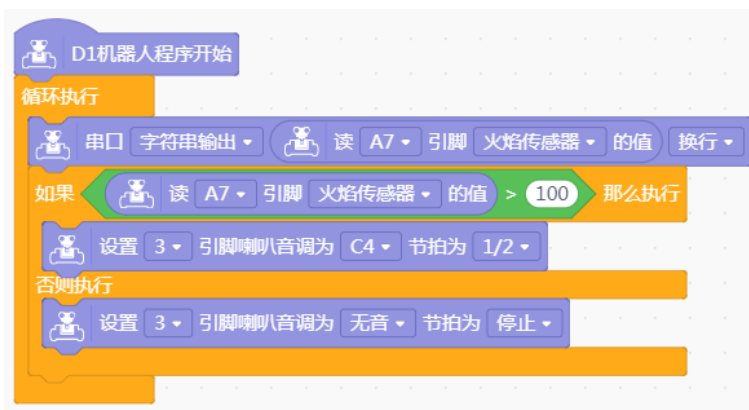 D1机器人程序开始
循环执行
串口 字符串输出 读 A7 引脚 火焰传感器 的值 换行
如果 读 A7 引脚 火焰传感器 的值 > 100 那么执行
设置 3 引脚喇叭音调为 C4 节拍为 1/2
否则执行
设置 3 引脚喇叭音调为 无音 节拍为 停止